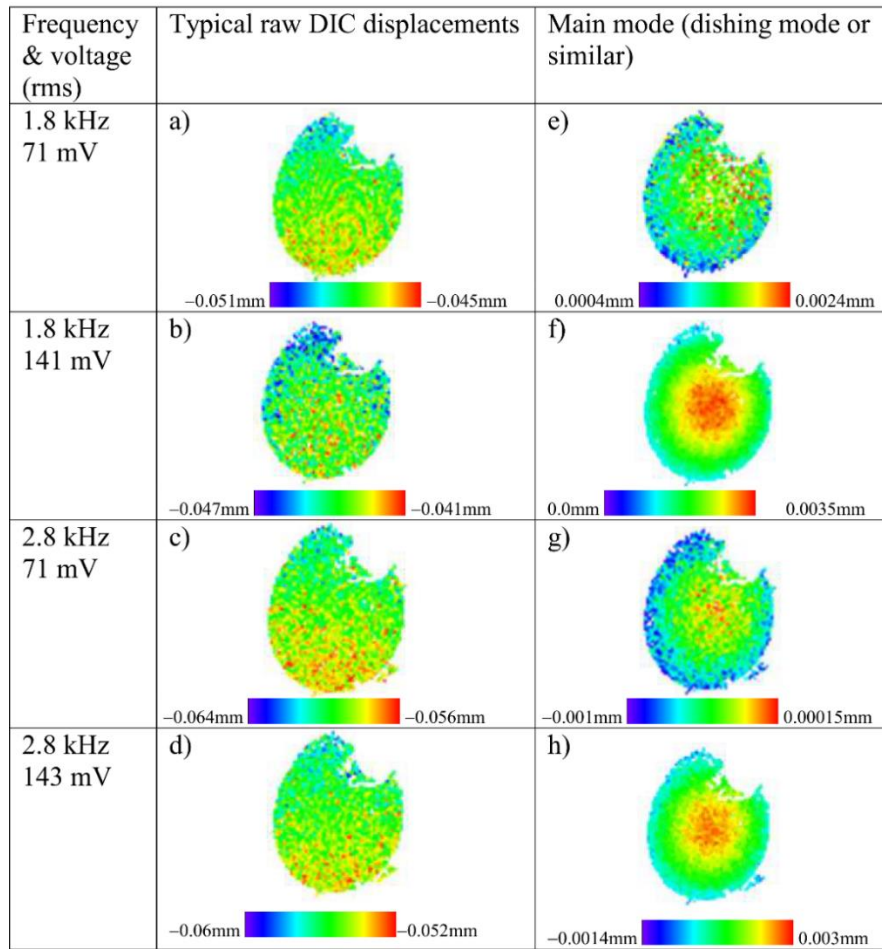 Frequency & voltage (rms)
Typical raw DIC displacements
Main mode (dishing mode or similar)
1.8 kHz
71 mV
a)
−0.051mm
−0.045mm
e)
0.0004mm
0.0024mm
1.8 kHz
141 mV
b)
−0.047mm
−0.041mm
f)
0.0mm
0.0035mm
2.8 kHz
71 mV
c)
−0.064mm
−0.056mm
g)
−0.001mm
0.00015mm
2.8 kHz
143 mV
d)
−0.06mm
−0.052mm
h)
−0.0014mm
0.003mm